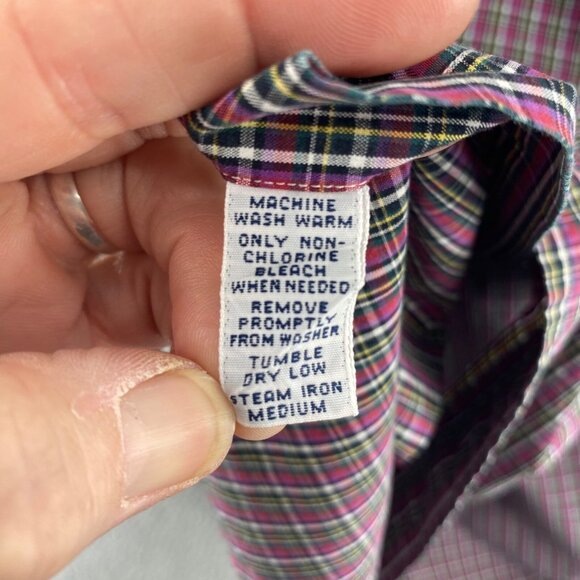 MACHINE
WASH WARM
ONLY NON-
CHLORINE
BLEACH
WHEN NEEDED
REMOVE
PROMPTLY
FROM WASHER
TUMBLE
DRY LOW
STEAM IRON
MEDIUM